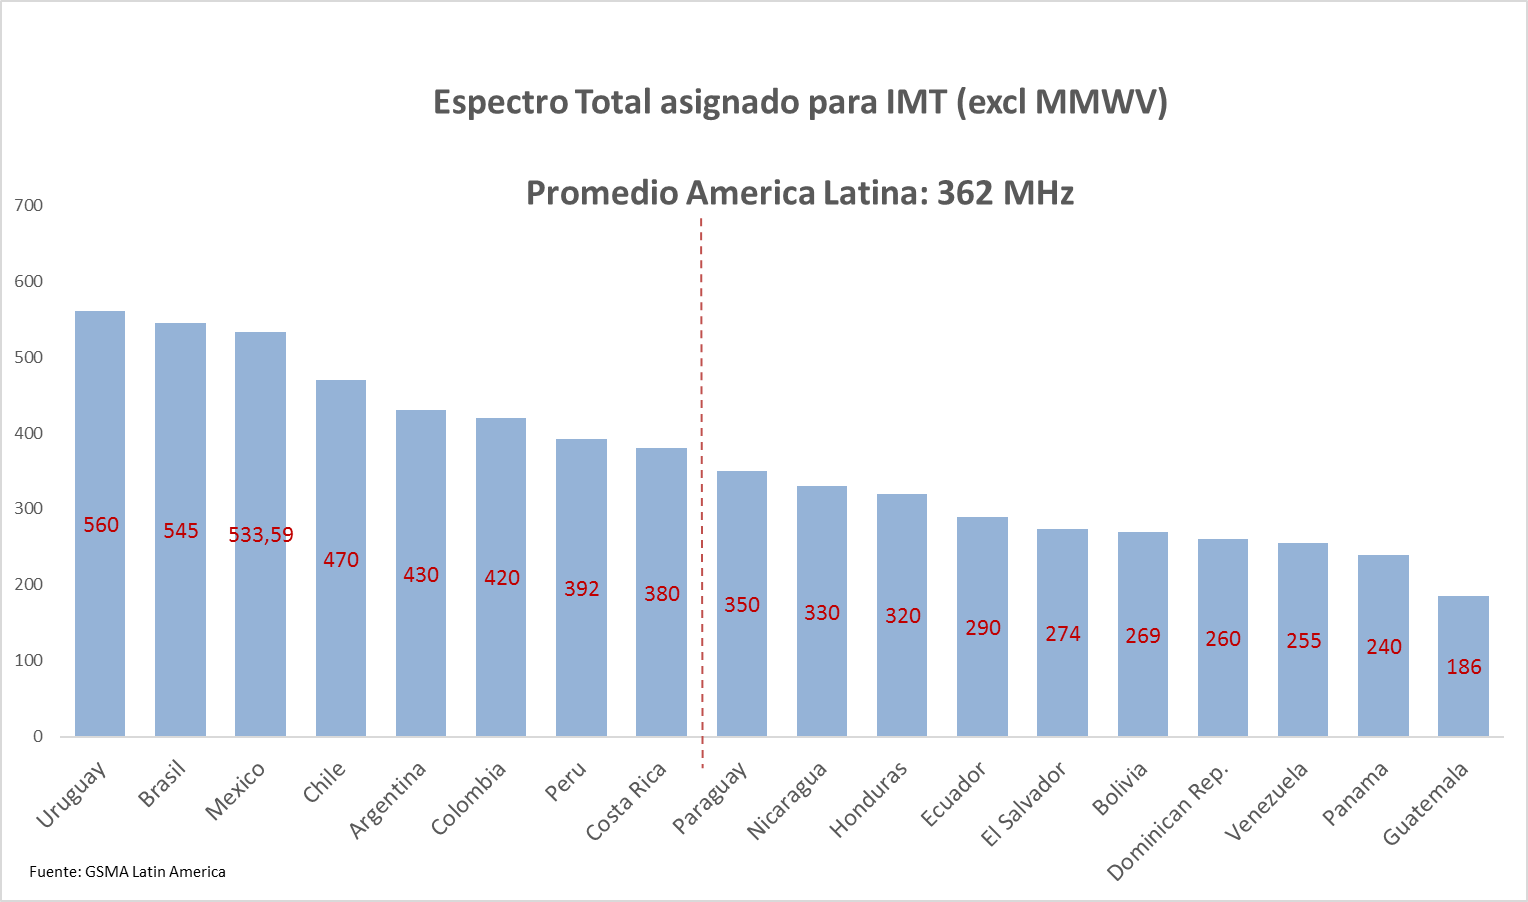 Espectro Total asignado para IMT (excl MMWV)
Promedio America Latina: 362 MHz
700
600
500
400
300
200
100
0
560
545
533,59
470
430
420
392
380
350
330
320
290
274
269
260
255
240
186
Uruguay
Brasil
Mexico
Chile
Argentina
Colombia
Peru
Costa Rica
Paraguay
Nicaragua
Honduras
Ecuador
El Salvador
Bolivia
Dominican Rep.
Venezuela
Panama
Guatemala
Fuente: GSMA Latin America